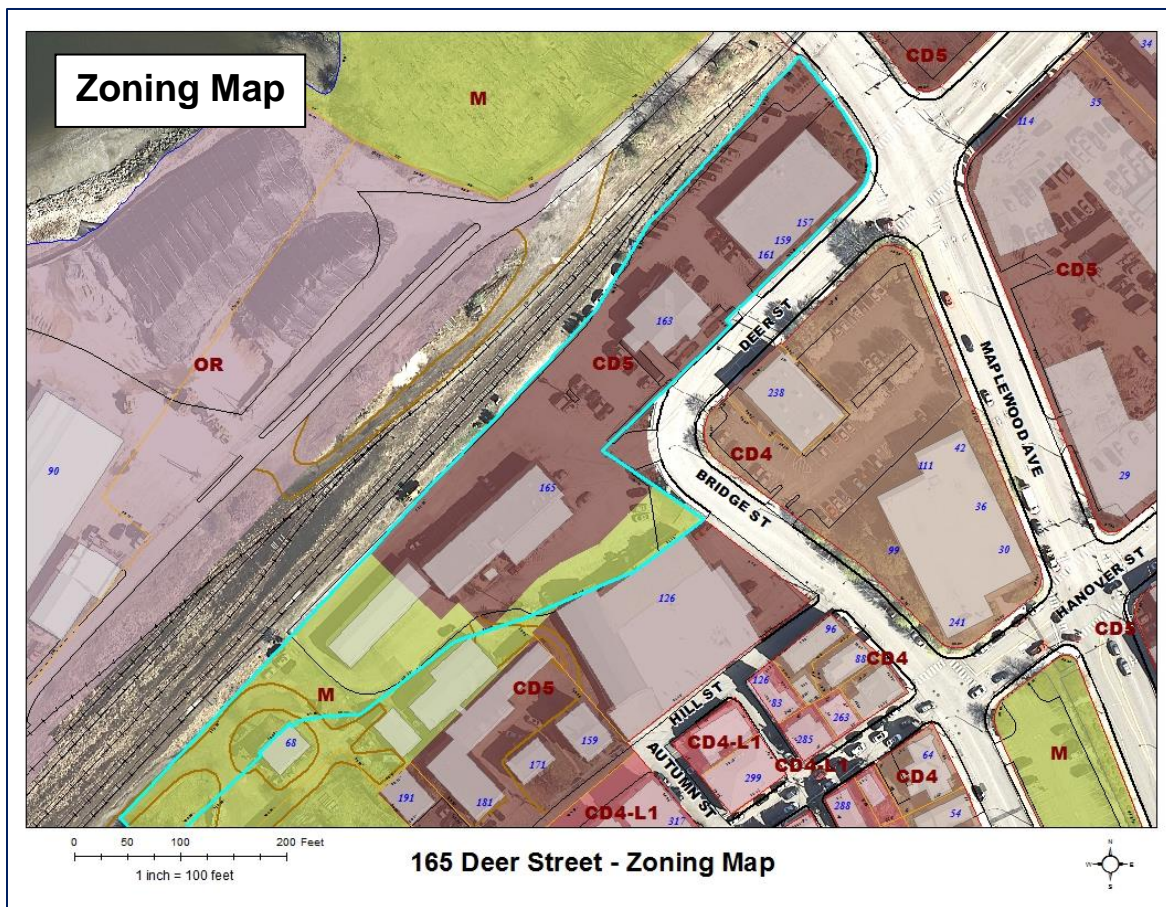 Zoning Map
M
CD5
34
35
114
157
159
161
163
CD5
CD5
DEER ST
OR
238
MAPLEWOOD AVE
CD4
42
111
90
165
BRIDGE ST
36
29
99
30
126
HANOVER ST
241
CD5
96
88
CD4
M
CD5
HILL ST
126
83
263
68
159
285
CD4-L1
CD4-L1
64
M
171
AUTUMN ST
299
CD4
191
181
288
54
CD4-L1
317
0 50 100 200 Feet
1 inch = 100 feet
165 Deer Street - Zoning Map
N
W E
S